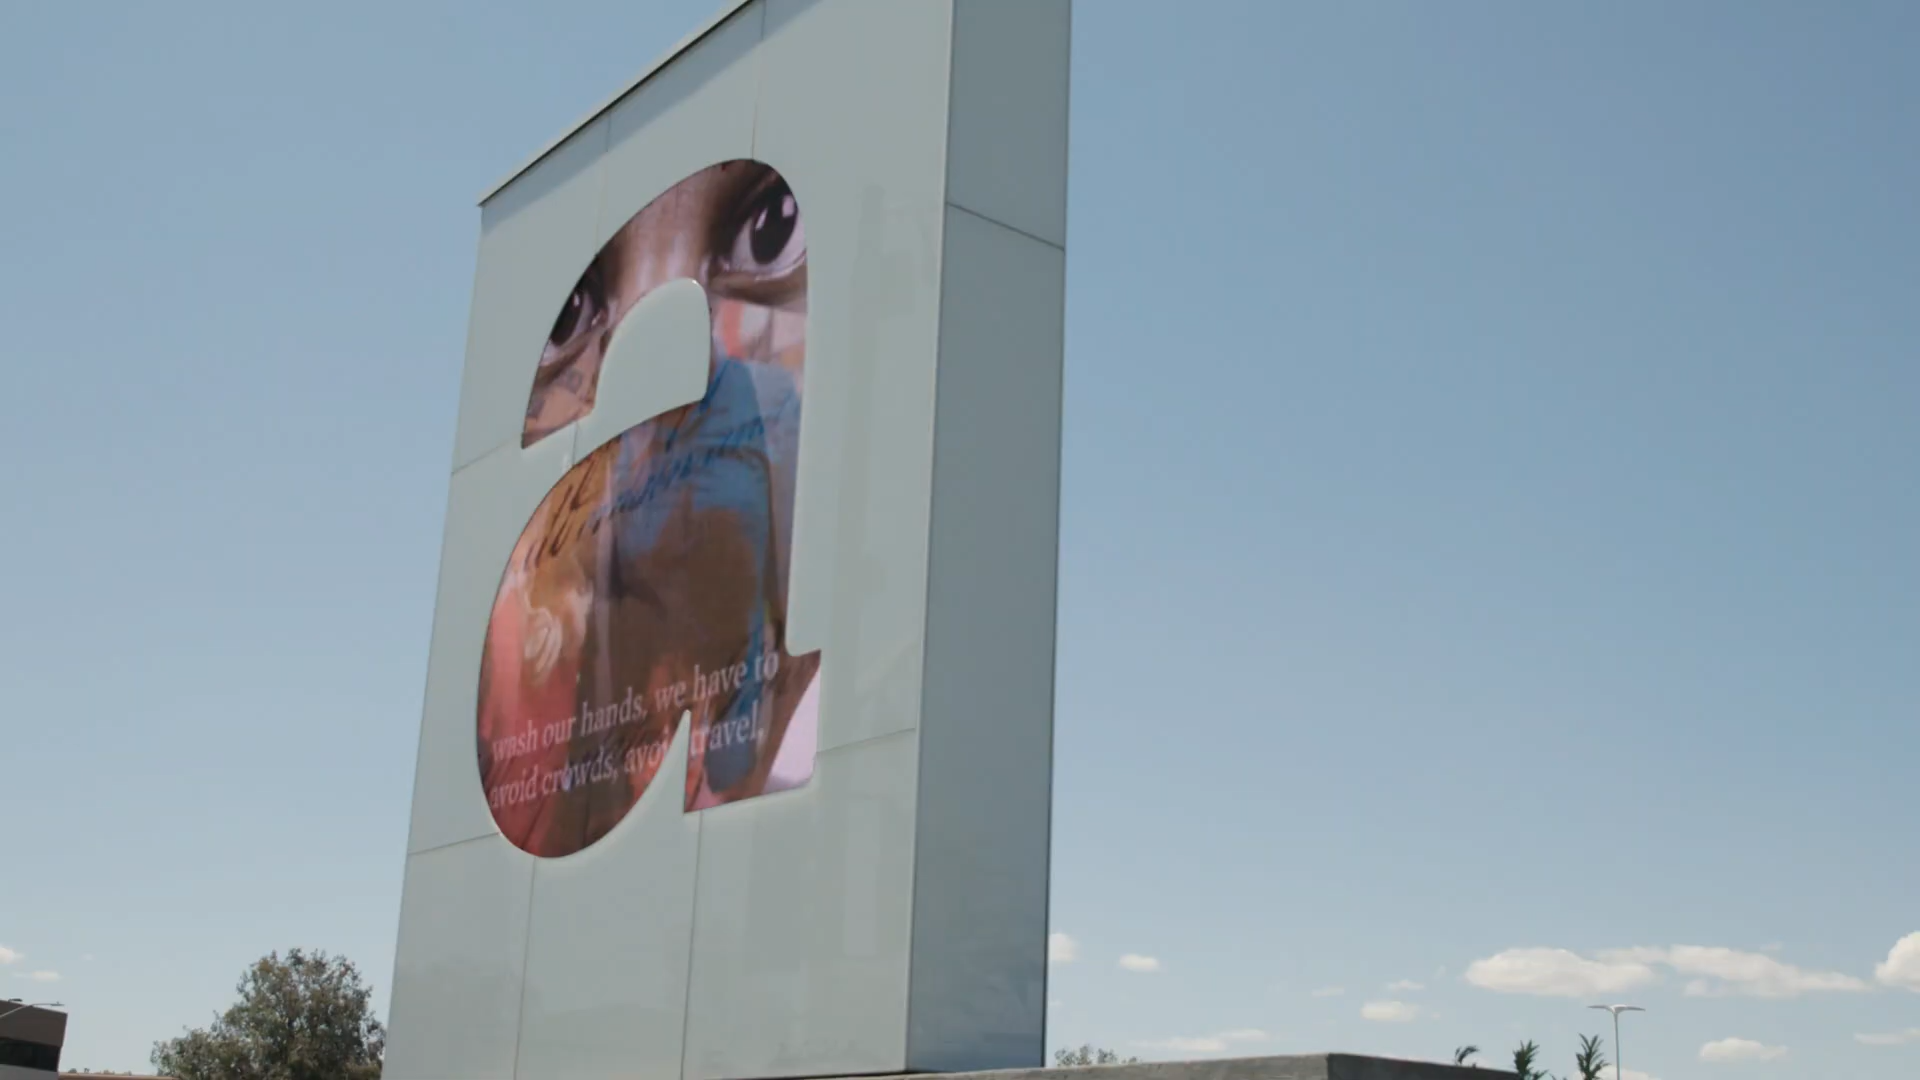 a
wash our hands, we have to
avoid crowds, avoid travel,